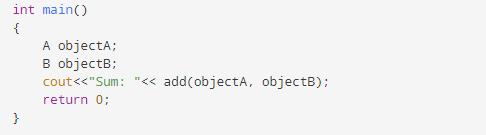 int main()
{
    A objectA;
    B objectB;
    cout<<"Sum: "<< add(objectA, objectB);
    return 0;
}